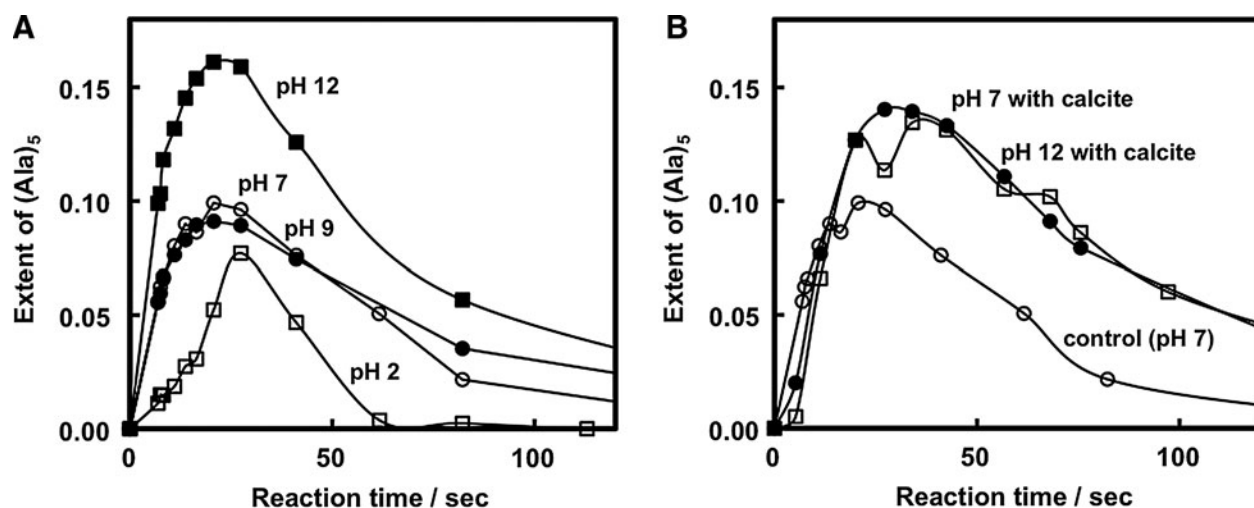 A
Extent of (Ala)₅
0.15
0.10
0.05
0.00
pH 12
pH 7
pH 9
pH 2
0
50
100
Reaction time / sec
B
Extent of (Ala)₅
0.15
0.10
0.05
0.00
pH 7 with calcite
pH 12 with calcite
control (pH 7)
0
50
100
Reaction time / sec